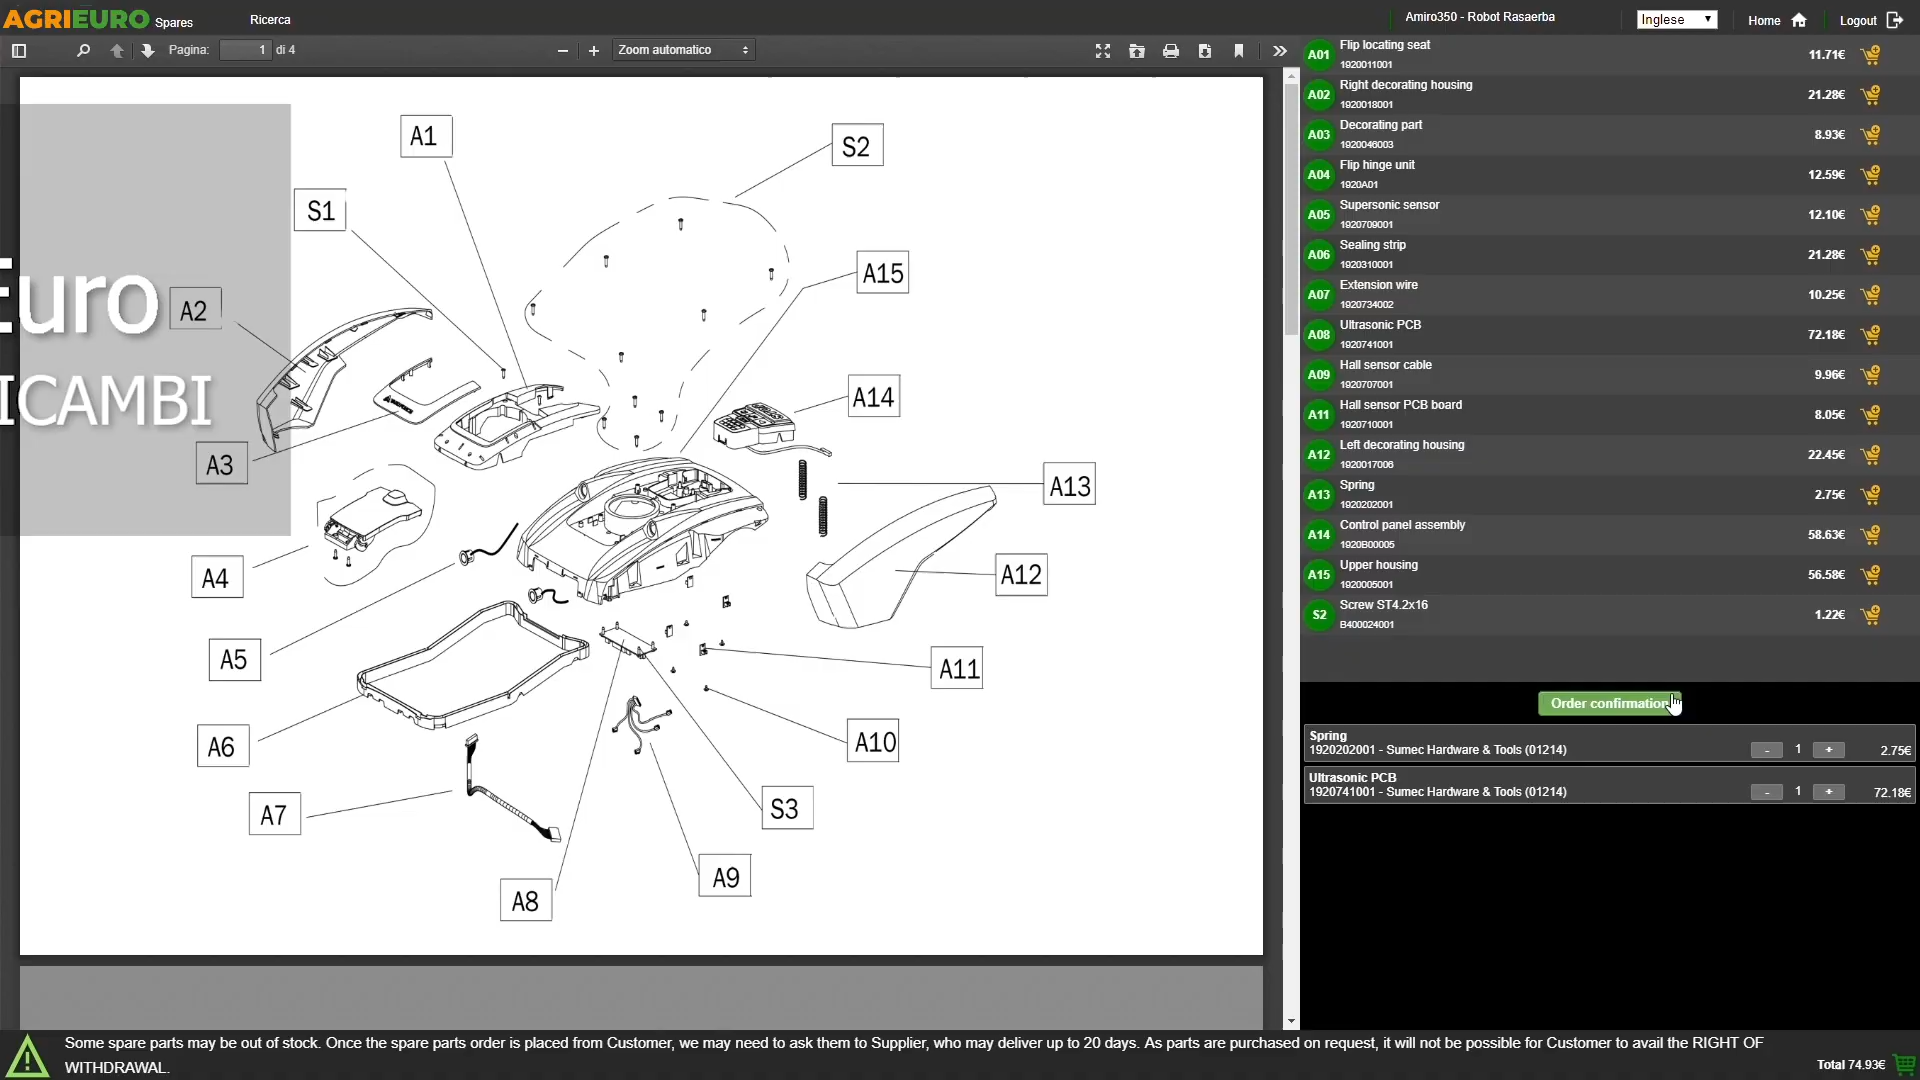 AGRIEURO Spares
Ricerca
Amiro350 - Robot Rasaerba
Inglese
Home
Logout
Pagina: 1 di 4
Zoom automatico
Euro
ICAMBI
A1
S2
S1
A15
A2
A14
A3
A13
A4
A12
A5
A11
A6
A10
A7
S3
A9
A8
A01 Flip locating seat 11.71€
1920011001
A02 Right decorating housing 21.28€
1920018001
A03 Decorating part 8.93€
1920046003
A04 Flip hinge unit 12.59€
1920A01
A05 Supersonic sensor 12.10€
1920709001
A06 Sealing strip 21.28€
1920310001
A07 Extension wire 10.25€
1920734002
A08 Ultrasonic PCB 72.18€
1920741001
A09 Hall sensor cable 9.96€
1920707001
A11 Hall sensor PCB board 8.05€
1920710001
A12 Left decorating housing 22.45€
1920017006
A13 Spring 2.75€
1920202001
A14 Control panel assembly 58.63€
1920B00005
A15 Upper housing 56.58€
1920005001
S2 Screw ST4.2x16 1.22€
B400024001
Order confirmation
Spring
1920202001 - Sumec Hardware & Tools (01214) - 1 + 2.75€
Ultrasonic PCB
1920741001 - Sumec Hardware & Tools (01214) - 1 + 72.18€
Some spare parts may be out of stock. Once the spare parts order is placed from Customer, we may need to ask them to Supplier, who may deliver up to 20 days. As parts are purchased on request, it will not be possible for Customer to avail the RIGHT OF
WITHDRAWAL.
Total 74.93€